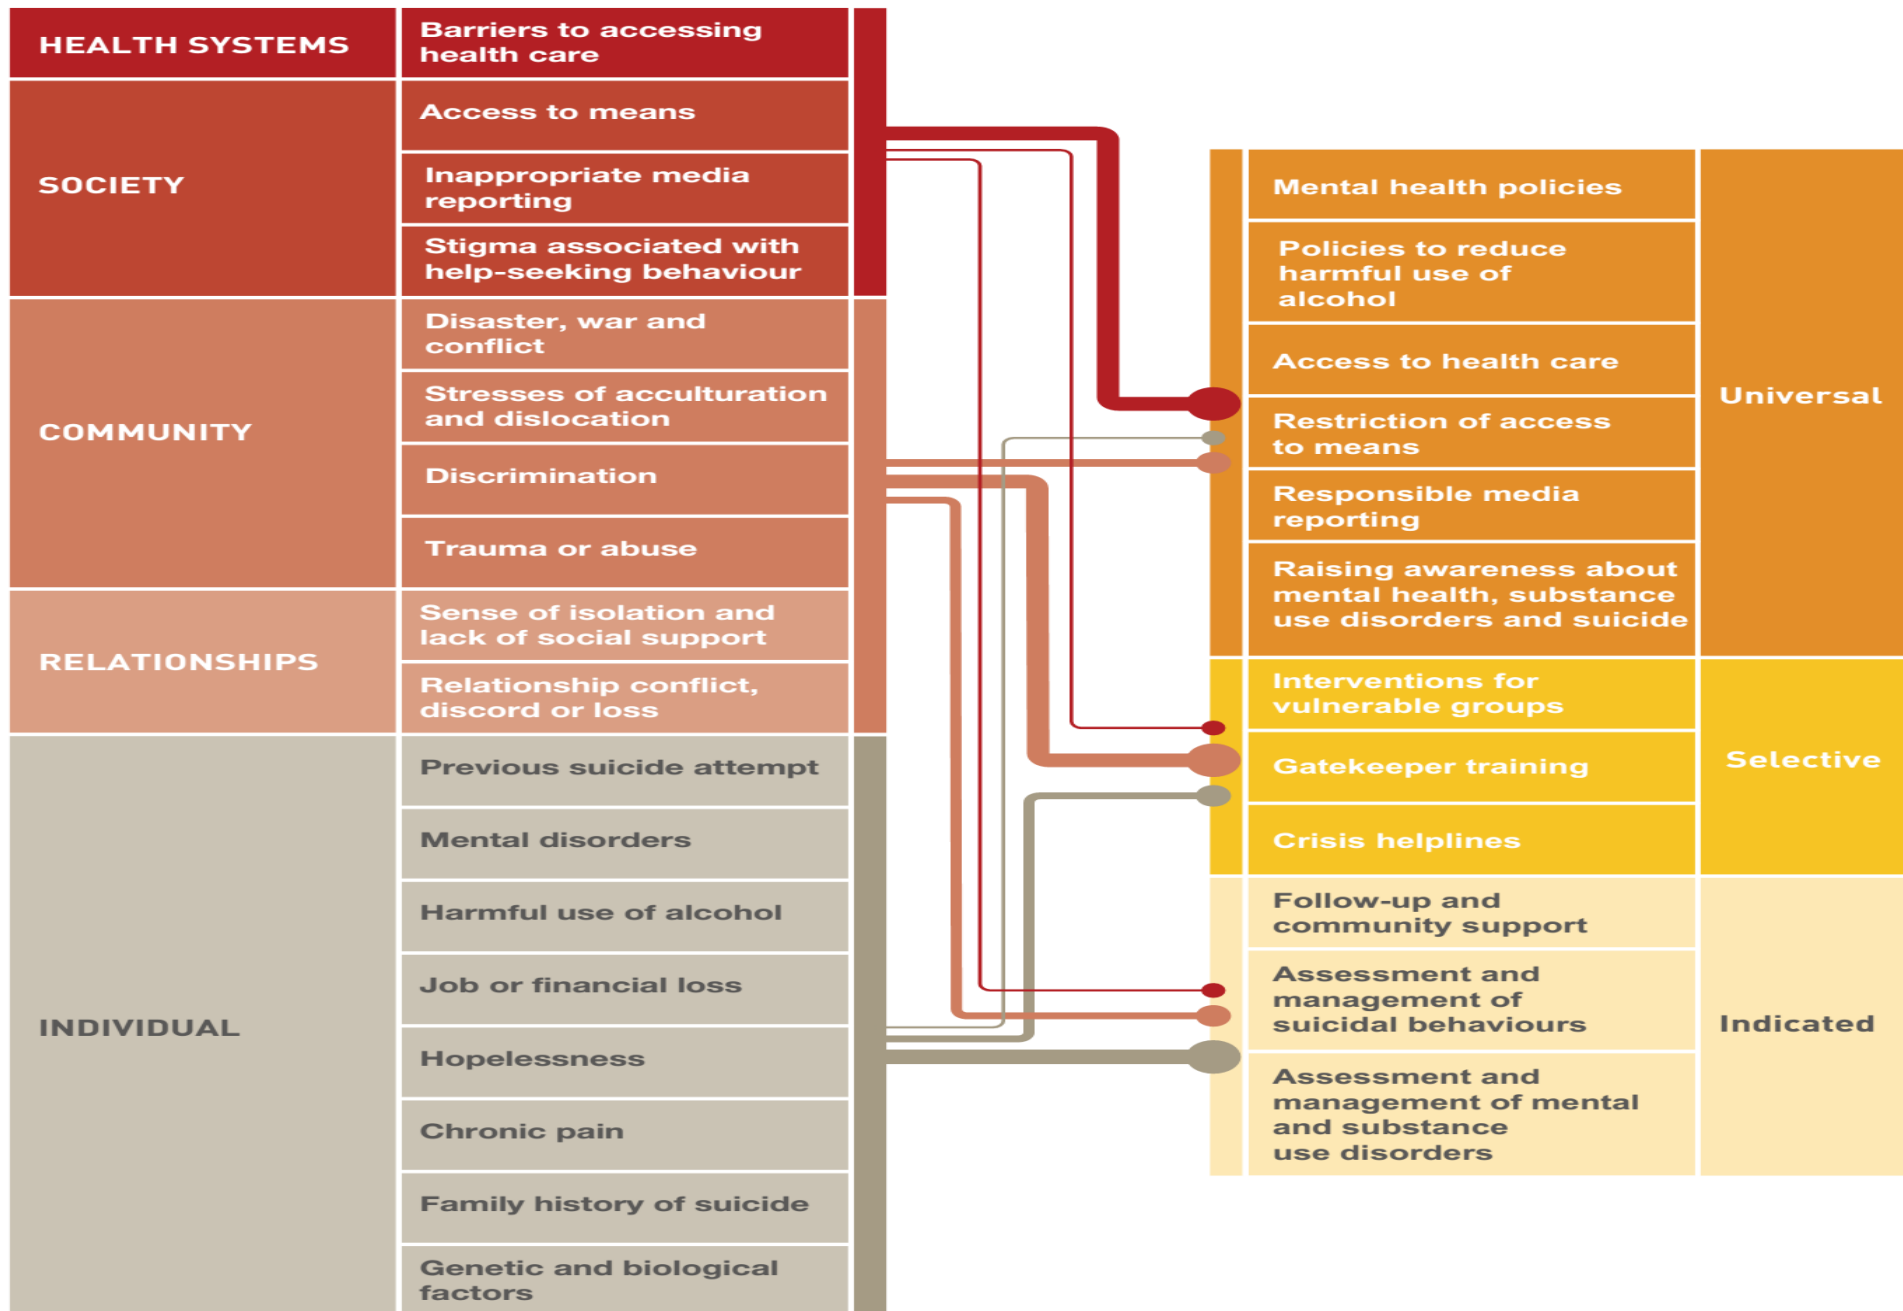 HEALTH SYSTEMS
Barriers to accessing
health care
SOCIETY
Access to means
Inappropriate media
reporting
Stigma associated with
help-seeking behaviour
COMMUNITY
Disaster, war and
conflict
Stresses of acculturation
and dislocation
Discrimination
Trauma or abuse
RELATIONSHIPS
Sense of isolation and
lack of social support
Relationship conflict,
discord or loss
INDIVIDUAL
Previous suicide attempt
Mental disorders
Harmful use of alcohol
Job or financial loss
Hopelessness
Chronic pain
Family history of suicide
Genetic and biological
factors
Mental health policies
Policies to reduce
harmful use of
alcohol
Access to health care
Restriction of access
to means
Responsible media
reporting
Raising awareness about
mental health, substance
use disorders and suicide
Universal
Interventions for
vulnerable groups
Gatekeeper training
Crisis helplines
Selective
Follow-up and
community support
Assessment and
management of
suicidal behaviours
Assessment and
management of mental
and substance
use disorders
Indicated